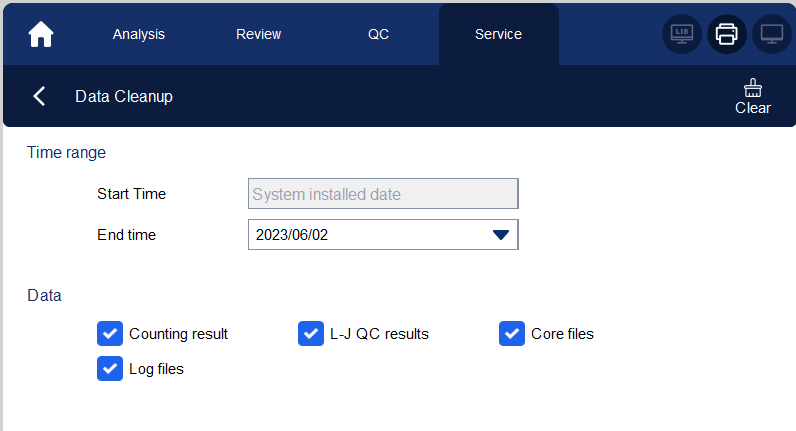 Analysis Review QC Service LIS
Data Cleanup Clear
Time range
Start Time System installed date
End time 2023/06/02
Data
Counting result L-J QC results Core files
Log files